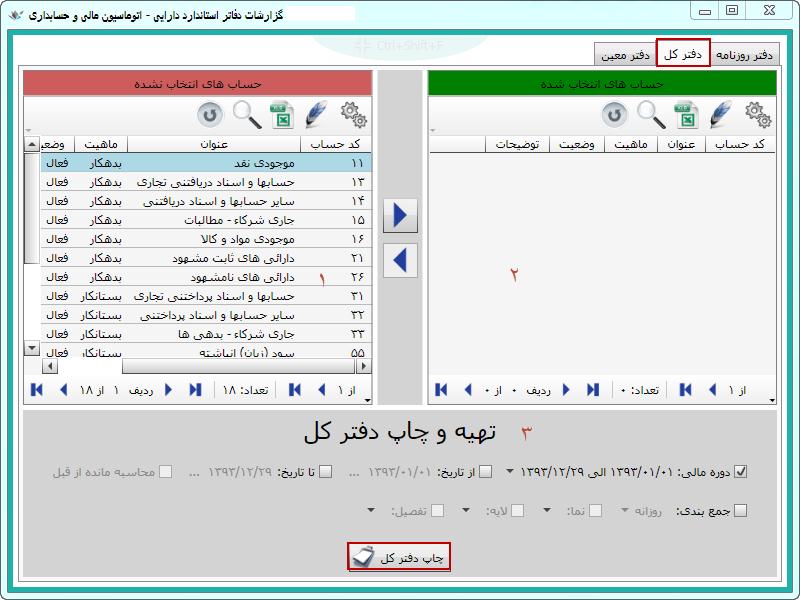 گزارشات دفاتر استاندارد دارایی - اتوماسیون مالی و حسابداری
Ctrl+Shift+F
دفتر روزنامه
دفتر کل
دفتر معین
حساب های انتخاب شده
کد حساب عنوان ماهیت وضعیت توضیحات
۲
از ۱ تعداد: ۰ ردیف ۰ از ۰
حساب های انتخاب نشده
کد حساب عنوان ماهیت وضعی
۱۱ موجودی نقد بدهکار فعال
۱۳ حسابها و اسناد دریافتنی تجاری بدهکار فعال
۱۴ سایر حسابها و اسناد دریافتنی بدهکار فعال
۱۵ جاری شرکاء - مطالبات بدهکار فعال
۱۶ موجودی مواد و کالا بدهکار فعال
۲۱ دارائی های ثابت مشهود بدهکار فعال
۲۶ دارائی های نامشهود بدهکار فعال
۱
۳۱ حسابها و اسناد پرداختنی تجاری بستانکار فعال
۳۲ سایر حسابها و اسناد پرداختنی بستانکار فعال
۳۳ جاری شرکاء - بدهی ها بستانکار فعال
۵۵ سود (زیان) انباشته بستانکار فعال
از ۱ تعداد: ۱۸ ردیف ۱ از ۱۸
۳ تهیه و چاپ دفتر کل
دوره مالی: ۱۳۹۳/۰۱/۰۱ الی ۱۳۹۳/۱۲/۲۹ از تاریخ: ۱۳۹۳/۰۱/۰۱ ... تا تاریخ: ۱۳۹۳/۱۲/۲۹ ... محاسبه مانده از قبل
جمع بندی: روزانه نما: لایه: تفصیل:
چاپ دفتر کل